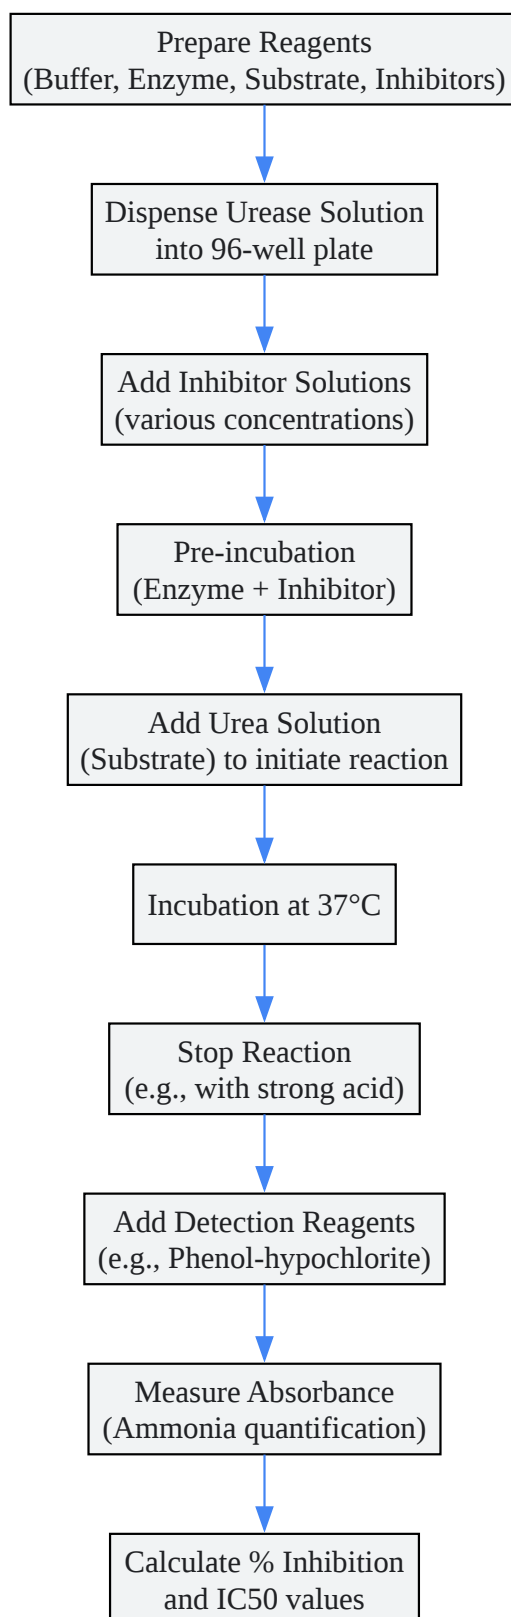 Prepare Reagents
(Buffer, Enzyme, Substrate, Inhibitors)
Dispense Urease Solution
into 96-well plate
Add Inhibitor Solutions
(various concentrations)
Pre-incubation
(Enzyme + Inhibitor)
Add Urea Solution
(Substrate) to initiate reaction
Incubation at 37°C
Stop Reaction
(e.g., with strong acid)
Add Detection Reagents
(e.g., Phenol-hypochlorite)
Measure Absorbance
(Ammonia quantification)
Calculate % Inhibition
and IC50 values